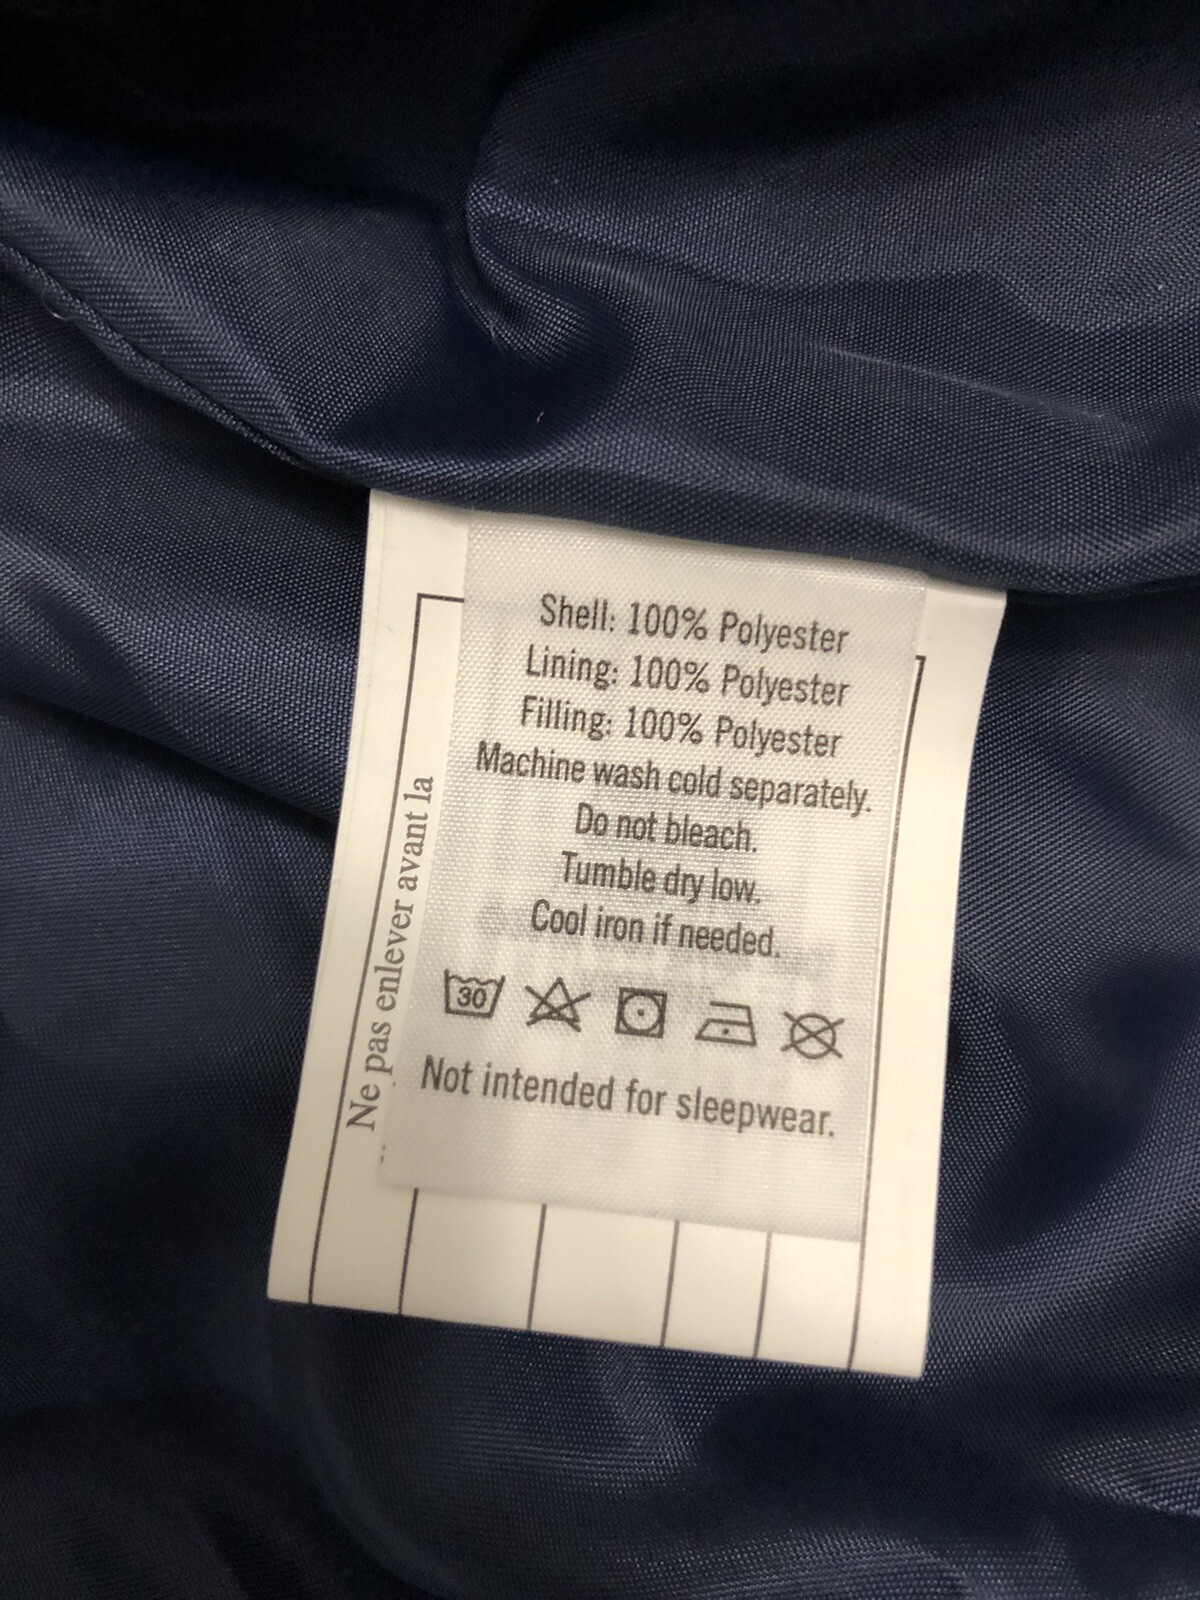 Shell: 100% Polyester
Lining: 100% Polyester
Filling: 100% Polyester
Machine wash cold separately.
Do not bleach.
Tumble dry low.
Cool iron if needed.
30
Not intended for sleepwear.
Ne pas enlever avant la